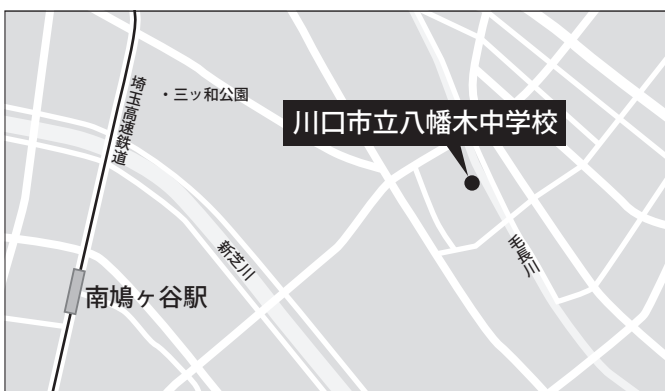 埼玉高速鉄道
・三ッ和公園
川口市立八幡木中学校
新芝川
毛長川
南鳩ヶ谷駅